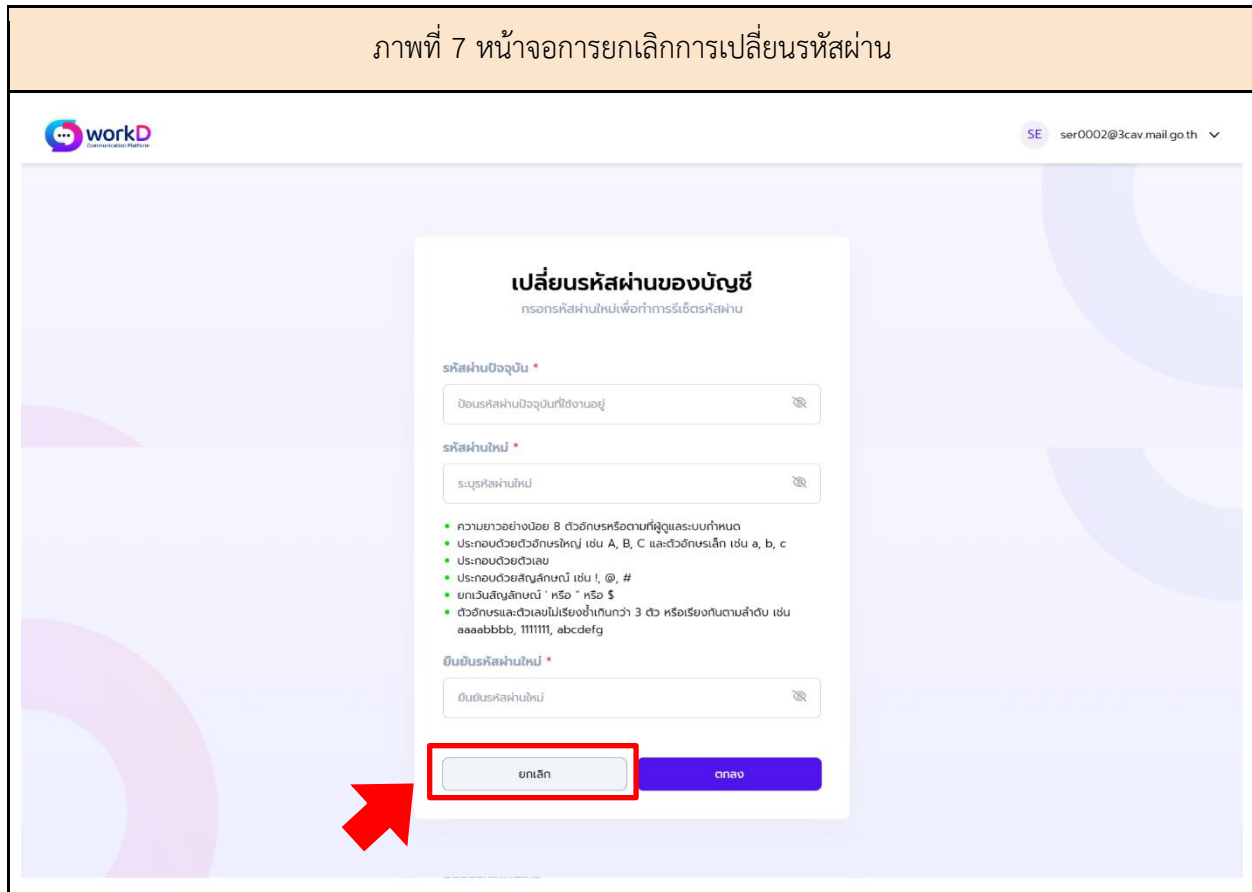 ภาพที่ 7 หน้าจอการยกเลิกการเปลี่ยนรหัสผ่าน
workD
Communication Platform
SE ser0002@3cav.mail.go.th
เปลี่ยนรหัสผ่านของบัญชี
กรอกรหัสผ่านใหม่เพื่อทำการรีเซ็ตรหัสผ่าน
รหัสผ่านปัจจุบัน *
ป้อนรหัสผ่านปัจจุบันที่ใช้งานอยู่
รหัสผ่านใหม่ *
ระบุรหัสผ่านใหม่
• ความยาวอย่างน้อย 8 ตัวอักษรหรือตามที่ผู้ดูแลระบบกำหนด
• ประกอบด้วยตัวอักษรใหญ่ เช่น A, B, C และตัวอักษรเล็ก เช่น a, b, c
• ประกอบด้วยตัวเลข
• ประกอบด้วยสัญลักษณ์ เช่น !, @, #
• ยกเว้นสัญลักษณ์ ' หรือ " หรือ $
• ตัวอักษรและตัวเลขไม่เรียงซ้ำเกินกว่า 3 ตัว หรือเรียงกันตามลำดับ เช่น
aaaabbbb, 1111111, abcdefg
ยืนยันรหัสผ่านใหม่ *
ยืนยันรหัสผ่านใหม่
ยกเลิก ตกลง